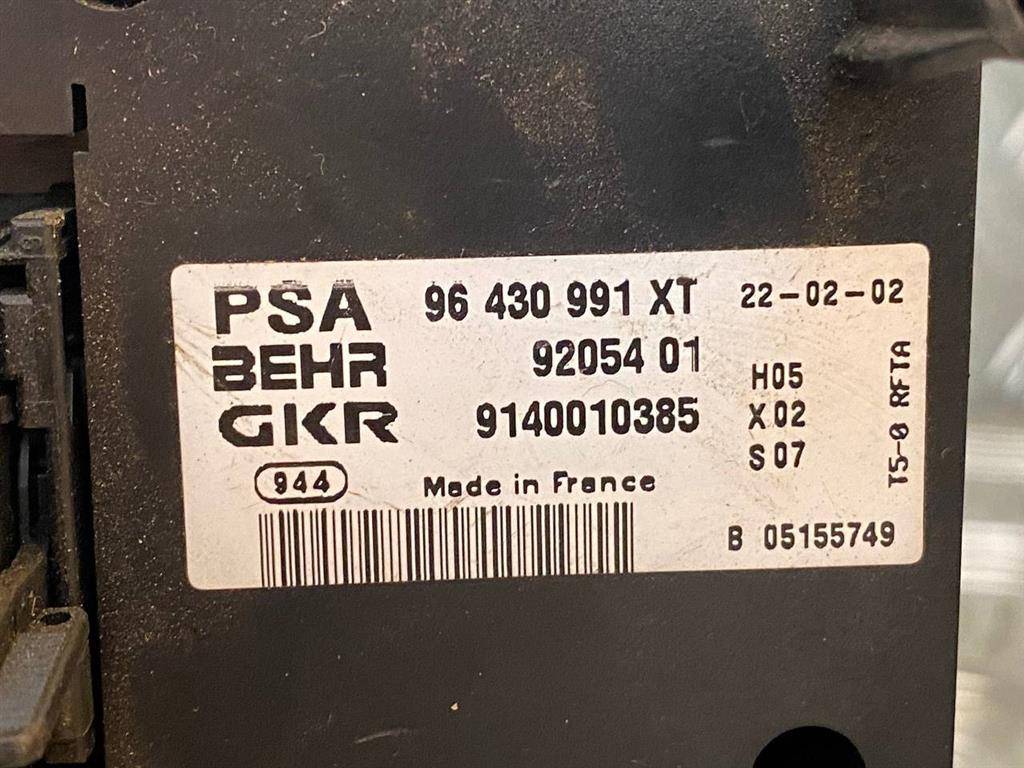 PSA 96 430 991 XT 22-02-02
BEHR 92054 01 H05
GKR 9140010385 X02
S07
T5-0 RFTA
944 Made in France
B 05155749